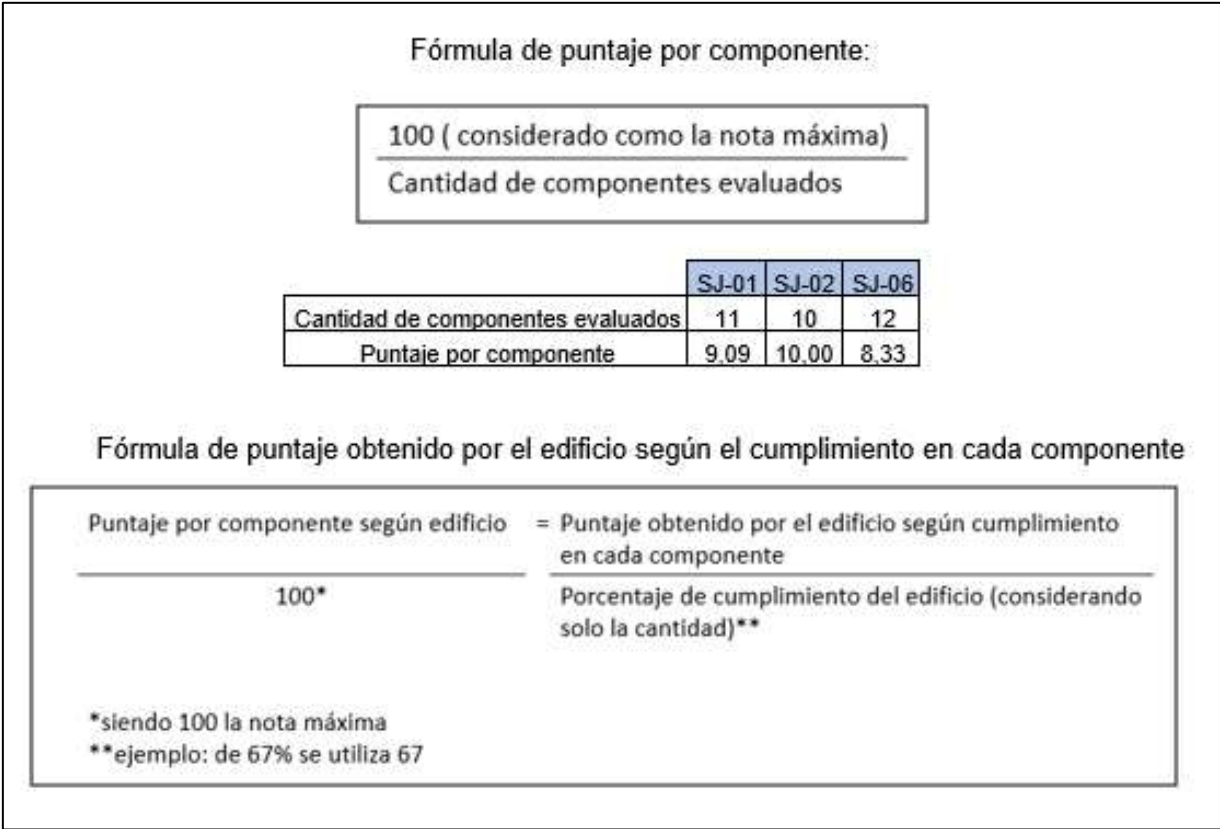 Fórmula de puntaje por componente:
100 ( considerado como la nota máxima)
Cantidad de componentes evaluados
SJ-01 SJ-02 SJ-06
Cantidad de componentes evaluados 11 10 12
Puntaje por componente 9,09 10,00 8,33
Fórmula de puntaje obtenido por el edificio según el cumplimiento en cada componente
Puntaje por componente según edificio = Puntaje obtenido por el edificio según cumplimiento
en cada componente
100* Porcentaje de cumplimiento del edificio (considerando
solo la cantidad)**
*siendo 100 la nota máxima
**ejemplo: de 67% se utiliza 67